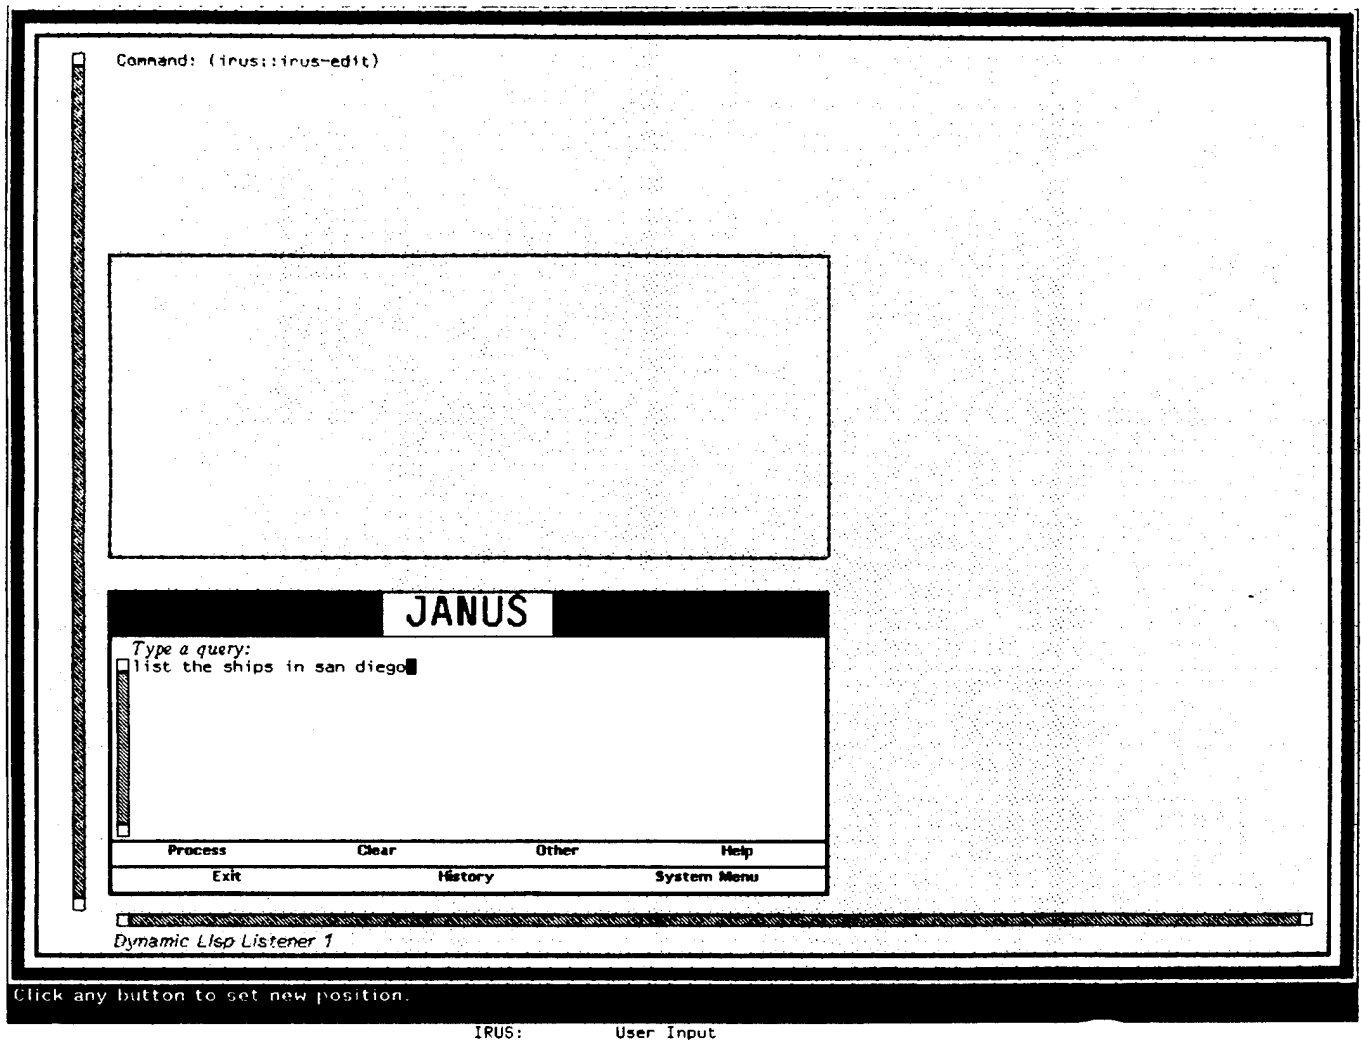 Command: (irus::irus-edit)
JANUS
Type a query:
list the ships in san diego
Process Clear Other Help
Exit History System Menu
Dynamic Lisp Listener 1
Click any button to set new position.
IRUS: User Input